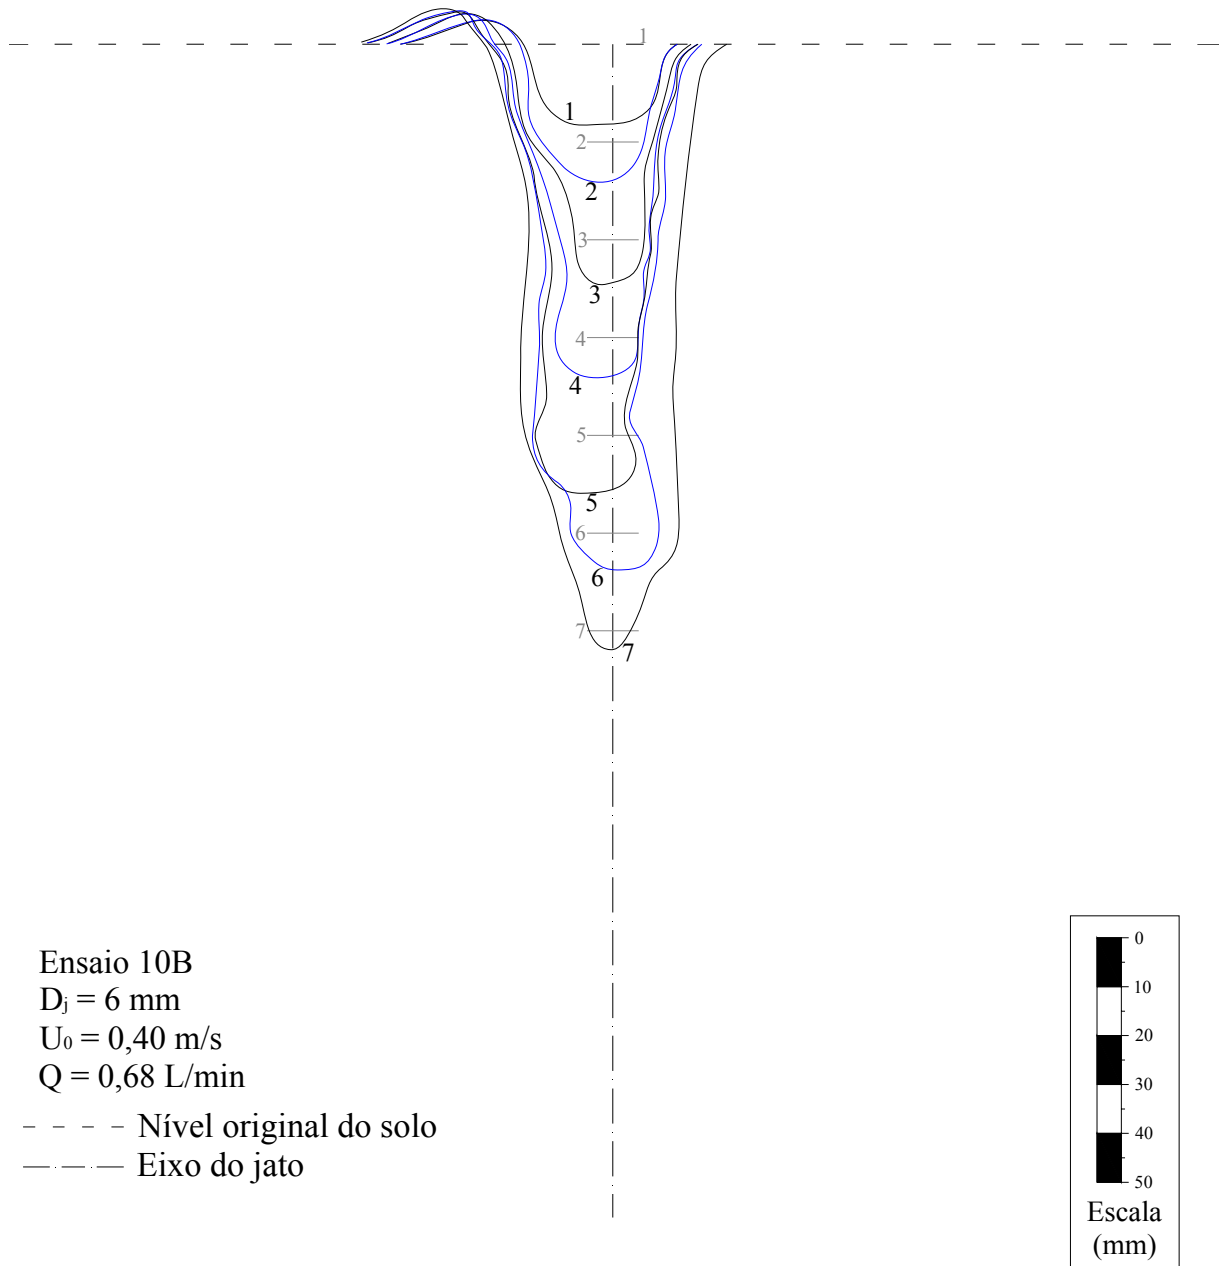 1
1
2
2
3
3
4
4
5
5
6
6
7
7
Ensaio 10B
Dj = 6 mm
U₀ = 0,40 m/s
Q = 0,68 L/min
Nível original do solo
Eixo do jato
0
10
20
30
40
50
Escala
(mm)